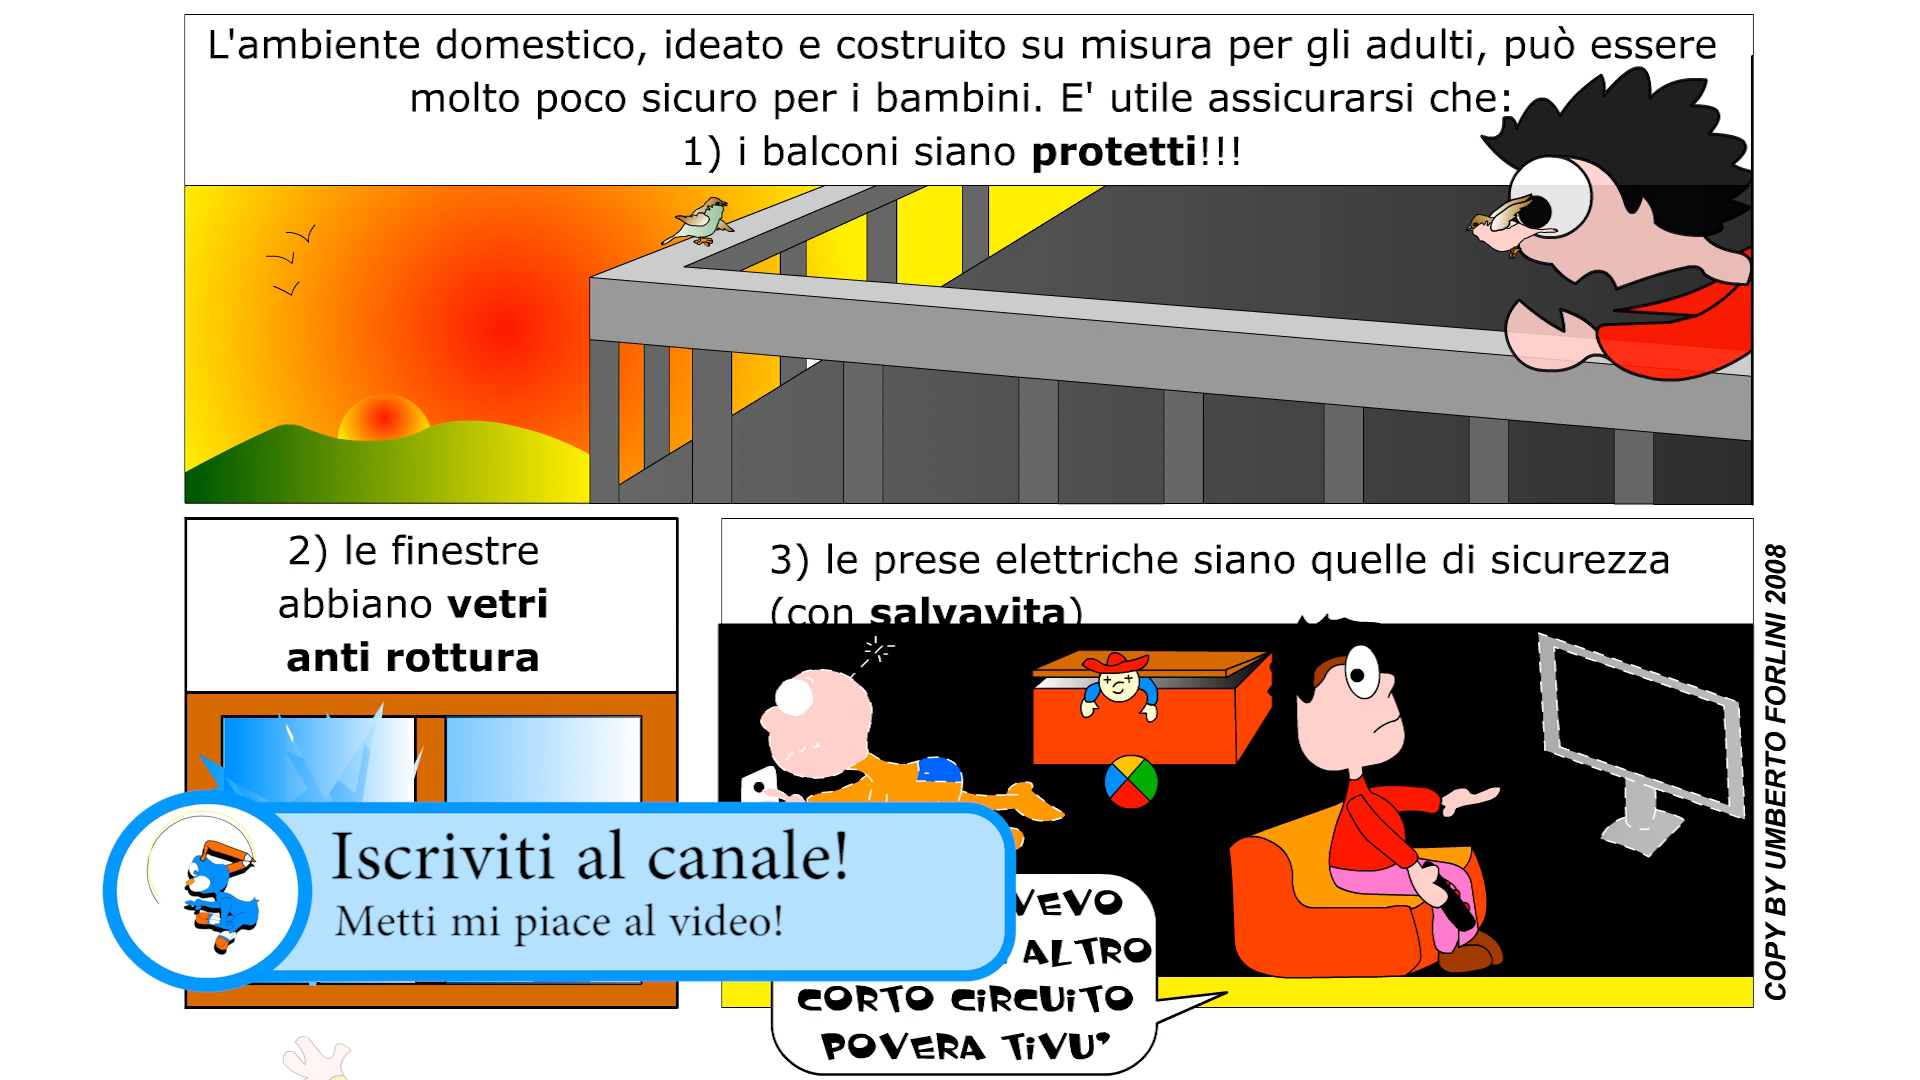 L'ambiente domestico, ideato e costruito su misura per gli adulti, può essere
molto poco sicuro per i bambini. E' utile assicurarsi che:
1) i balconi siano protetti!!!
2) le finestre
abbiano vetri
anti rottura
3) le prese elettriche siano quelle di sicurezza
(con salvavita)
Iscriviti al canale!
Metti mi piace al video!
ALTRO
CORTO CiRCUiTO
POVERA TiVU'
COPY BY UMBERTO FORLINI 2008